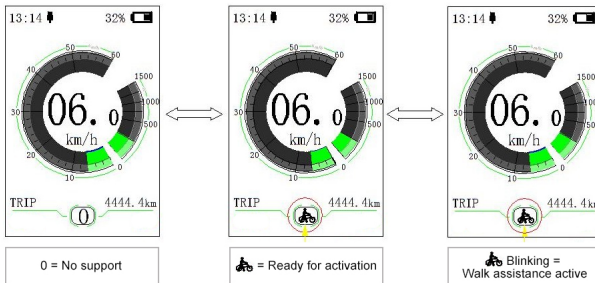 13:14 32%
50 60
40
1500
30 06.0 1000
500
km/h
20
10 0
TRIP 4444.4km
0
13:14 32%
50 60
40
1500
30 06.0 1000
500
km/h
20
10 0
TRIP 4444.4km
13:14 32%
50 60
40
1500
30 06.0 1000
500
km/h
20
10 0
TRIP 4444.4km
0 = No support
= Ready for activation
Blinking =
Walk assistance active